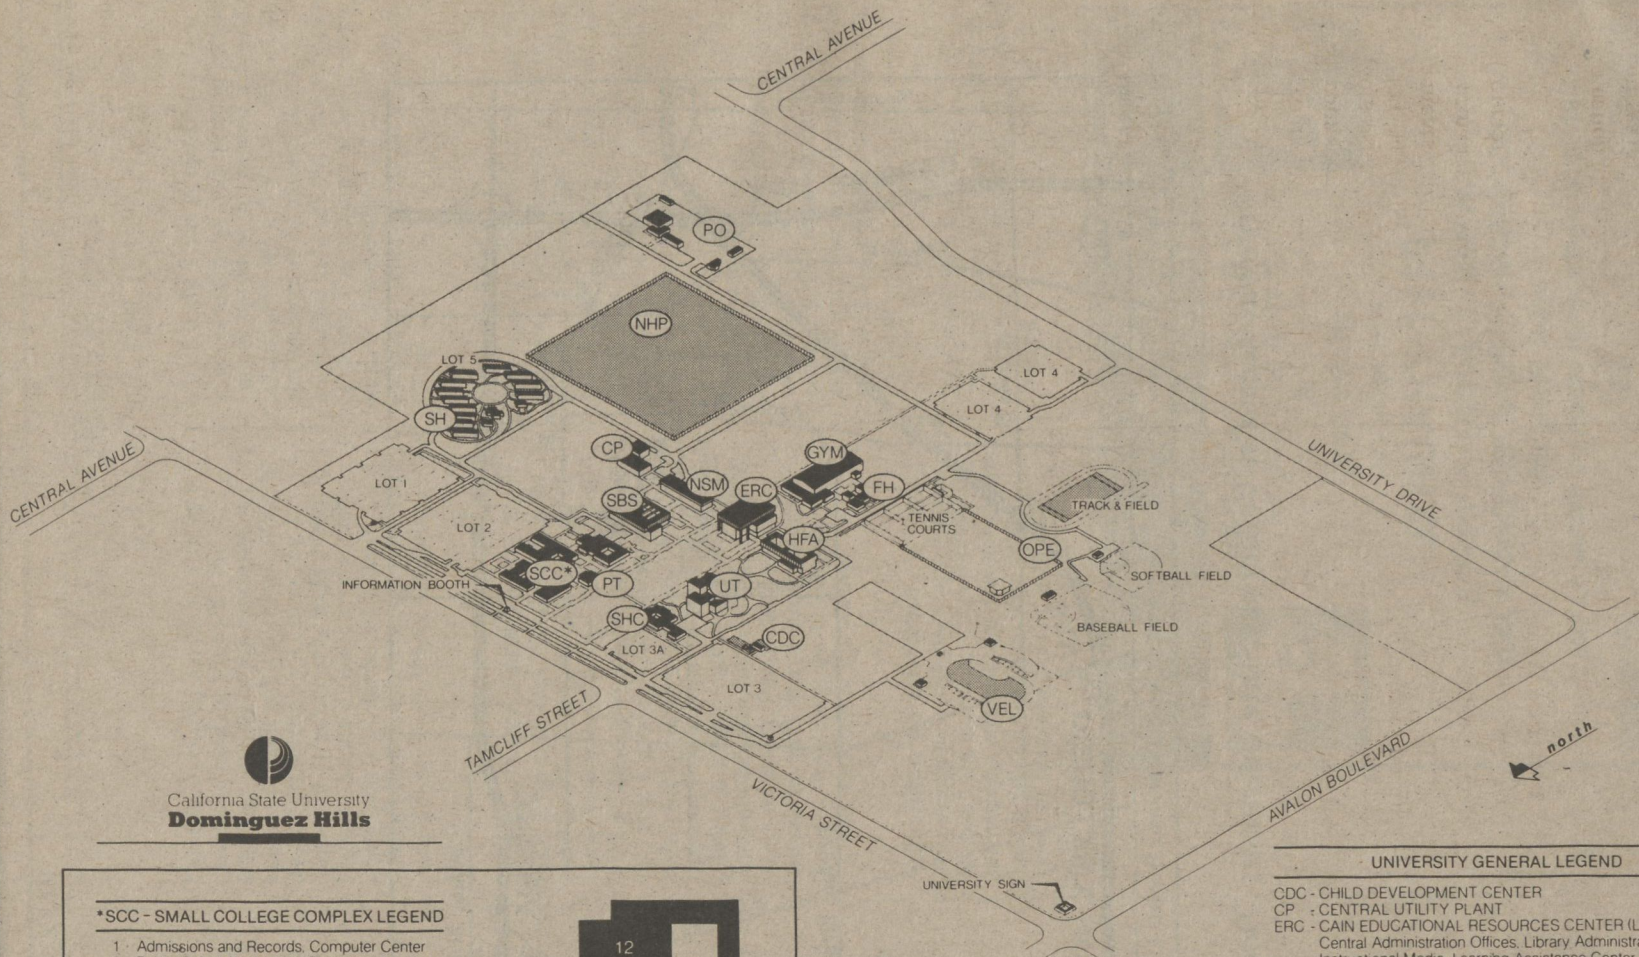 CENTRAL AVENUE
PO
NHP
LOT 5
SH
LOT 4
LOT 4
CENTRAL AVENUE
LOT 1
CP
GYM
UNIVERSITY DRIVE
NSM
ERC
FH
SBS
LOT 2
TRACK & FIELD
TENNIS
COURTS
HFA
OPE
INFORMATION BOOTH
SCC*
PT
UT
SOFTBALL FIELD
SHC
BASEBALL FIELD
CDC
LOT 3A
LOT 3
VEL
TAMCLIFF STREET
VICTORIA STREET
AVALON BOULEVARD
north
California State University
Dominguez Hills
UNIVERSITY SIGN
*SCC - SMALL COLLEGE COMPLEX LEGEND
1 - Admissions and Records, Computer Center
12
UNIVERSITY GENERAL LEGEND
CDC - CHILD DEVELOPMENT CENTER
CP - CENTRAL UTILITY PLANT
ERC - CAIN EDUCATIONAL RESOURCES CENTER (L
Central Administration Offices, Library Administra